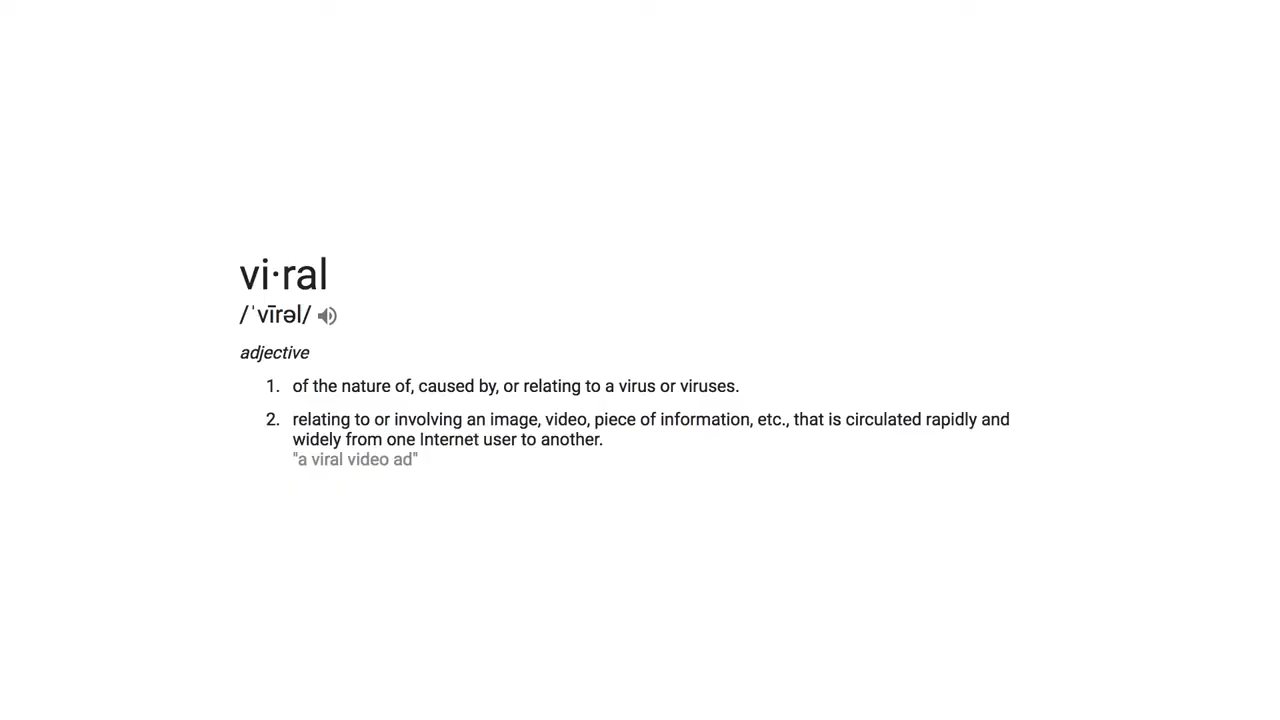 vi·ral
/ˈvīrəl/
adjective
1. of the nature of, caused by, or relating to a virus or viruses.
2. relating to or involving an image, video, piece of information, etc., that is circulated rapidly and
widely from one Internet user to another.
"a viral video ad"